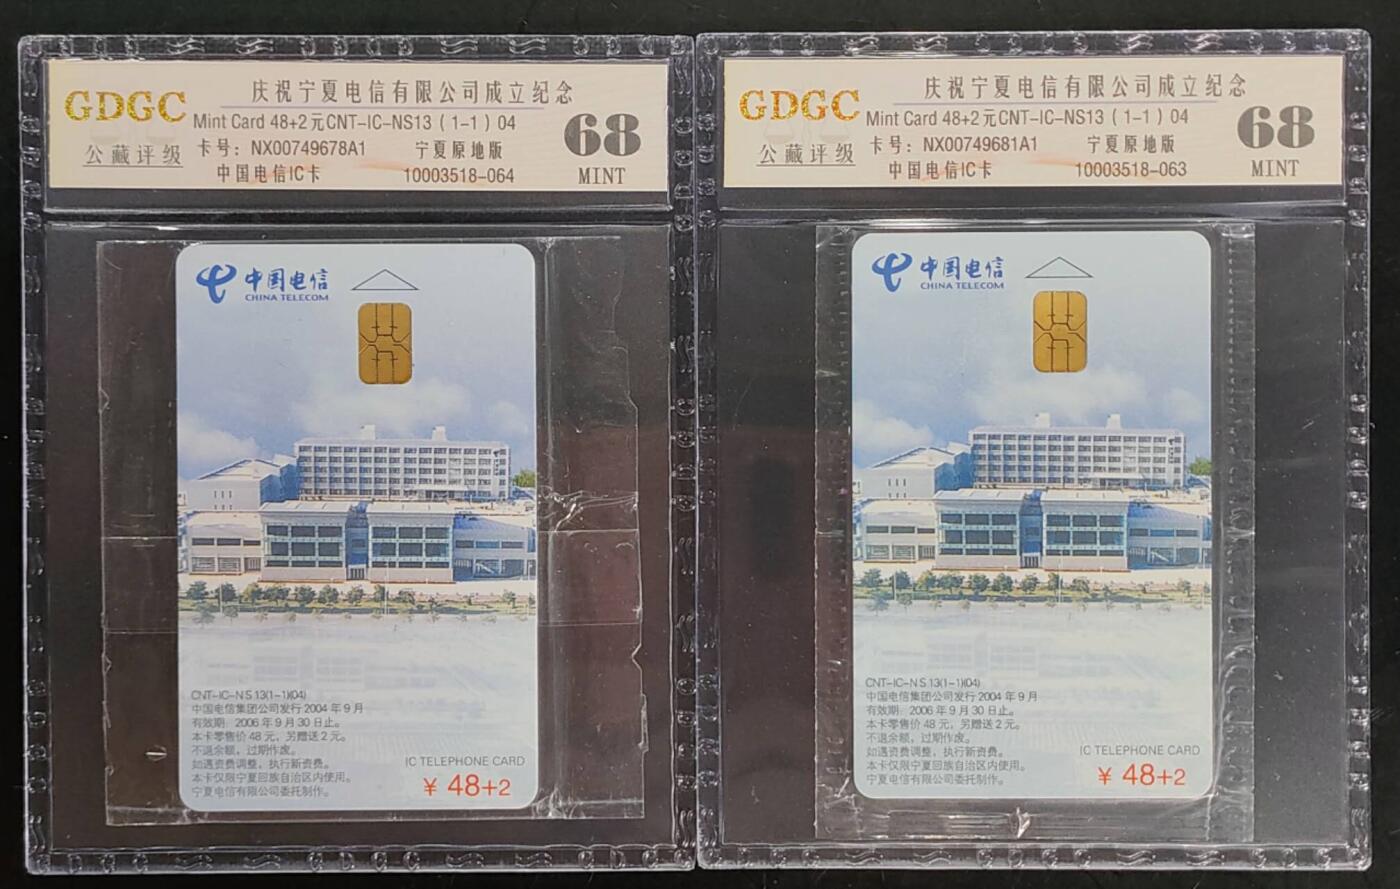 GDGC
公藏评级
庆祝宁夏电信有限公司成立纪念
Mint Card 48+2元CNT-IC-NS13（1-1）04
卡号：NX00749678A1 宁夏原地版
中国电信IC卡 10003518-064
68
MINT
中国电信
CHINA TELECOM
CNT-IC-NS13(1-1)(04)
中国电信集团公司发行 2004 年 9 月
有效期：2006 年 9 月 30 日止。
本卡零售价 48 元，另赠送 2 元。
不退余额，过期作废。
如遇资费调整，执行新资费。
本卡仅限宁夏回族自治区内使用。
宁夏电信有限公司委托制作。
IC TELEPHONE CARD
¥ 48+2
GDGC
公藏评级
庆祝宁夏电信有限公司成立纪念
Mint Card 48+2元CNT-IC-NS13（1-1）04
卡号：NX00749681A1 宁夏原地版
中国电信IC卡 10003518-063
68
MINT
中国电信
CHINA TELECOM
CNT-IC-NS13(1-1)(04)
中国电信集团公司发行 2004 年 9 月
有效期：2006 年 9 月 30 日止。
本卡零售价 48 元，另赠送 2 元。
不退余额，过期作废。
如遇资费调整，执行新资费。
本卡仅限宁夏回族自治区内使用。
宁夏电信有限公司委托制作。
IC TELEPHONE CARD
¥ 48+2